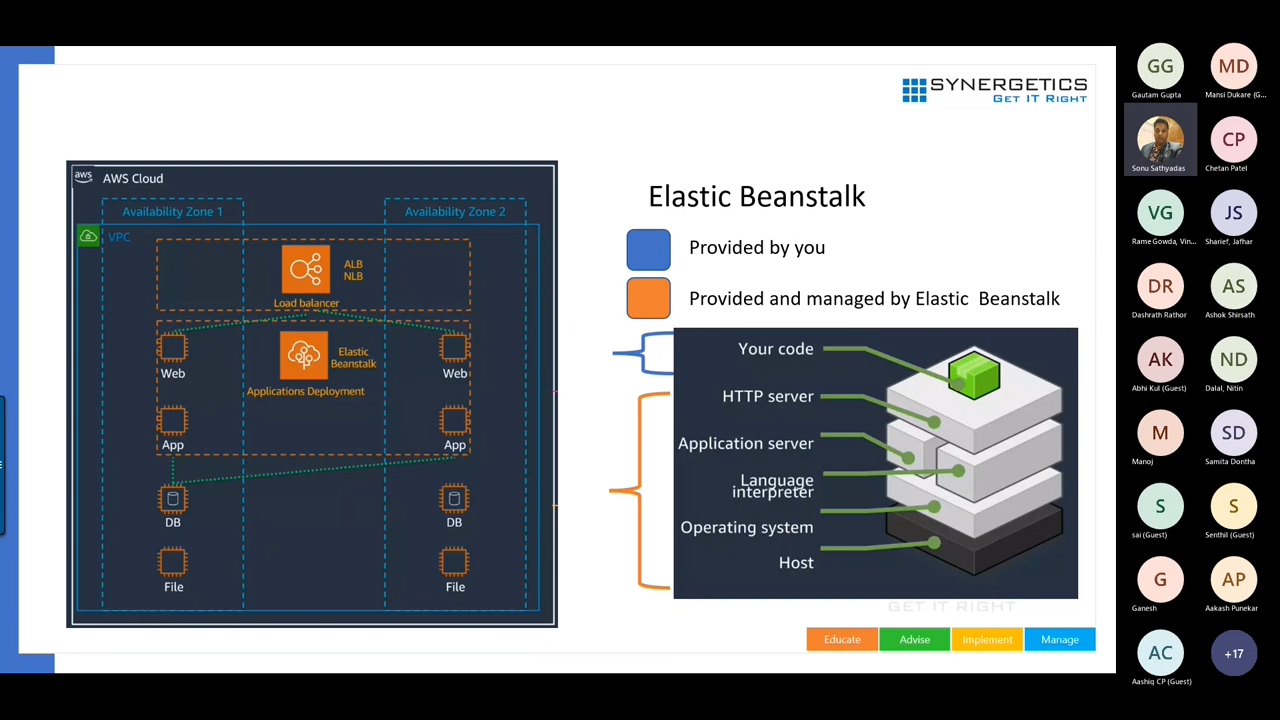 SYNERGETICS
GET IT RIGHT
aws
AWS Cloud
Availability Zone 1
Availability Zone 2
VPC
ALB
NLB
Load balancer
Web
Elastic
Beanstalk
Web
Applications Deployment
App
App
DB
DB
File
File
Elastic Beanstalk
Provided by you
Provided and managed by Elastic Beanstalk
Your code
HTTP server
Application server
Language
interpreter
Operating system
Host
GET IT RIGHT
Educate
Advise
Implement
Manage
GG
MD
Gautam Gupta
Mansi Dukare (G...
CP
Sonu Sathyadas
Chetan Patel
VG
JS
Rame Gowda, Vin...
Sharief, Jafhar
DR
AS
Dashrath Rathor
Ashok Shirsath
AK
ND
Abhi Kul (Guest)
Dalal, Nitin
M
SD
Manoj
Samita Dontha
S
S
sai (Guest)
Senthil (Guest)
G
AP
Ganesh
Aakash Punekar
AC
+17
Aashiq CP (Guest)